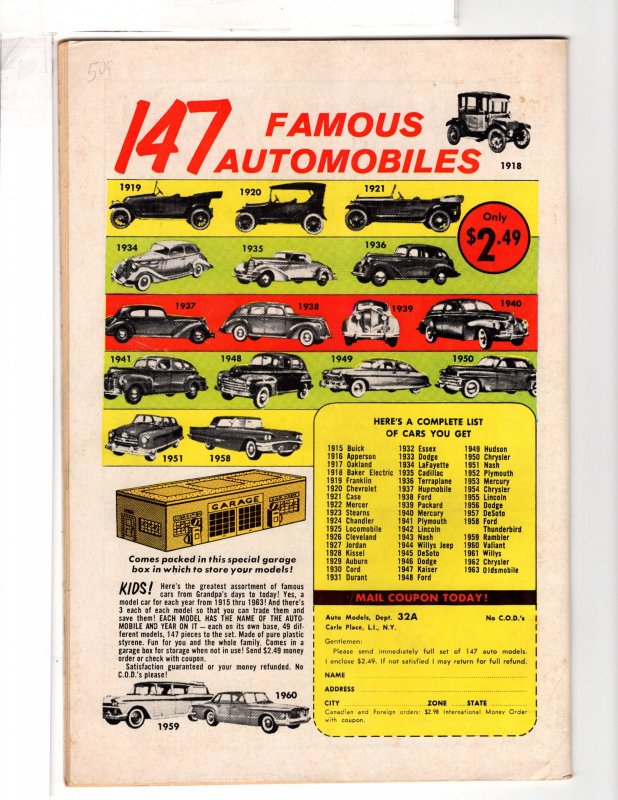 50¢
147 FAMOUS
AUTOMOBILES
1918
1919
1920
1921
Only
$2.49
1934
1935
1936
1937
1938
1939
1940
1941
1948
1949
1950
1951
1958
GARAGE
Comes packed in this special garage
box in which to store your models!
KIDS! Here's the greatest assortment of famous
cars from Grandpa's days to today! Yes, a
model car for each year from 1915 thru 1963! And there's
3 each of each model so that you can trade them and
save them! EACH MODEL HAS THE NAME OF THE AUTO-
MOBILE AND YEAR ON IT — each on its own base, 49 dif-
ferent models, 147 pieces to the set. Made of pure plastic
styrene. Fun for you and the whole family. Comes in a
garage box for storage when not in use! Send $2.49 money
order or check with coupon.
Satisfaction guaranteed or your money refunded. No
C.O.D.'s please!
1959
1960
HERE'S A COMPLETE LIST
OF CARS YOU GET
1915 Buick
1916 Apperson
1917 Oakland
1918 Baker Electric
1919 Franklin
1920 Chevrolet
1921 Case
1922 Mercer
1923 Stearns
1924 Chandler
1925 Locomobile
1926 Cleveland
1927 Jordan
1928 Kissel
1929 Auburn
1930 Cord
1931 Durant
1932 Essex
1933 Dodge
1934 LaFayette
1935 Cadillac
1936 Terraplane
1937 Hupmobile
1938 Ford
1939 Packard
1940 Mercury
1941 Plymouth
1942 Lincoln
1943 Nash
1944 Willys Jeep
1945 DeSoto
1946 Dodge
1947 Kaiser
1948 Ford
1949 Hudson
1950 Chrysler
1951 Nash
1952 Plymouth
1953 Mercury
1954 Chrysler
1955 Lincoln
1956 Dodge
1957 DeSoto
1958 Ford
Thunderbird
1959 Rambler
1960 Valiant
1961 Willys
1962 Chrysler
1963 Oldsmobile
MAIL COUPON TODAY!
Auto Models, Dept. 32A No C.O.D.'s
Carle Place, L.I., N.Y.
Gentlemen:
Please send immediately full set of 147 auto models.
I enclose $2.49. If not satisfied I may return for full refund.
NAME
ADDRESS
CITY ZONE STATE
Canadian and Foreign orders: $2.98 International Money Order
with coupon.